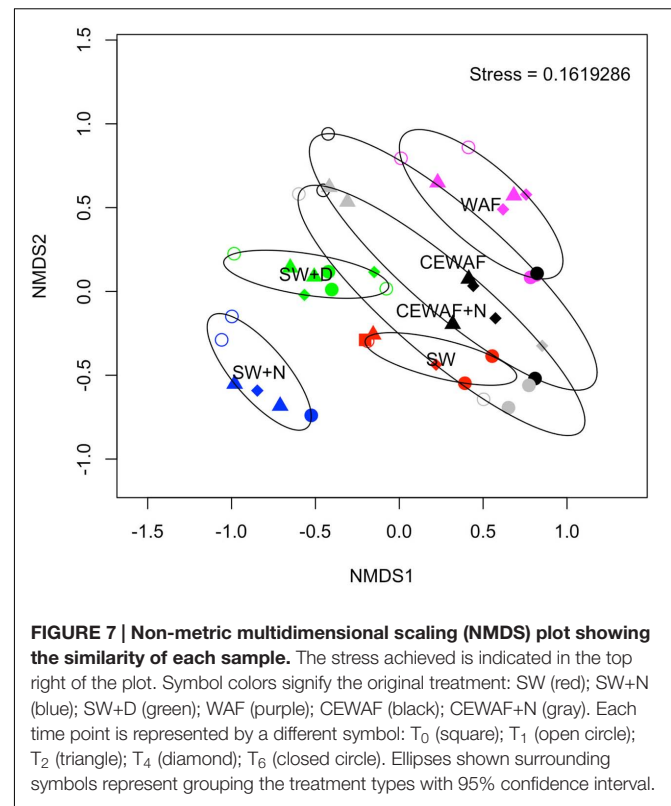 Stress = 0.1619286
1.5
1.0
0.5
0.0
-0.5
-1.0
NMDS2
WAF
CEWAF
SW+D
CEWAF+N
SW
SW+N
-1.5 -1.0 -0.5 0.0 0.5 1.0
NMDS1
FIGURE 7 | Non-metric multidimensional scaling (NMDS) plot showing
the similarity of each sample. The stress achieved is indicated in the top
right of the plot. Symbol colors signify the original treatment: SW (red); SW+N
(blue); SW+D (green); WAF (purple); CEWAF (black); CEWAF+N (gray). Each
time point is represented by a different symbol: T0 (square); T1 (open circle);
T2 (triangle); T4 (diamond); T6 (closed circle). Ellipses shown surrounding
symbols represent grouping the treatment types with 95% confidence interval.